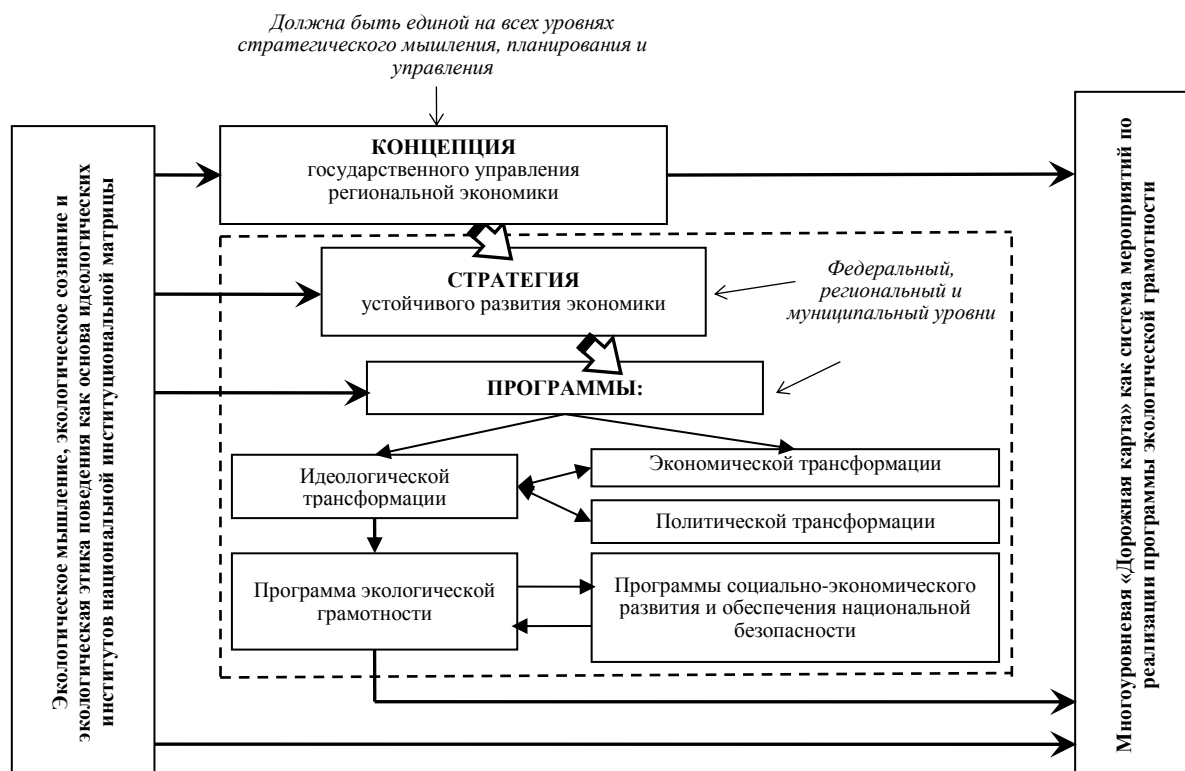 Должна быть единой на всех уровнях
стратегического мышления, планирования и
управления
Экологическое мышление, экологическое сознание и
экологическая этика поведения как основа идеологических
институтов национальной институциональной матрицы
КОНЦЕПЦИЯ
государственного управления
региональной экономики
СТРАТЕГИЯ
устойчивого развития экономики
Федеральный,
региональный и
муниципальный уровни
ПРОГРАММЫ:
Идеологической
трансформации
Экономической трансформации
Политической трансформации
Программа экологической
грамотности
Программы социально-экономического
развития и обеспечения национальной
безопасности
Многоуровневая «Дорожная карта» как система мероприятий по
реализации программы экологической грамотности